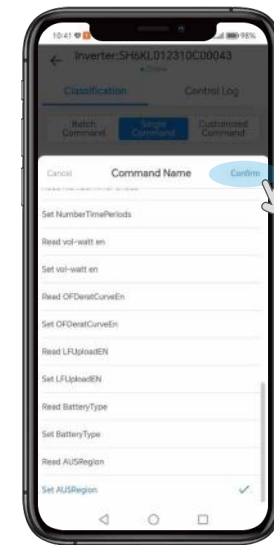 10:41
98%
Inverter:SH6KL012310C00043
Classification
Control Log
Batch Command
Single Command
Customized Command
Cancel
Command Name
Confirm
Set NumberTimePeriods
Read vol-watt en
Set vol-watt en
Read OFDeratCurveEn
Set OFDeratCurveEn
Read LFUploadEN
Set LFUploadEN
Read BatteryType
Set BatteryType
Read AUSRegion
Set AUSRegion